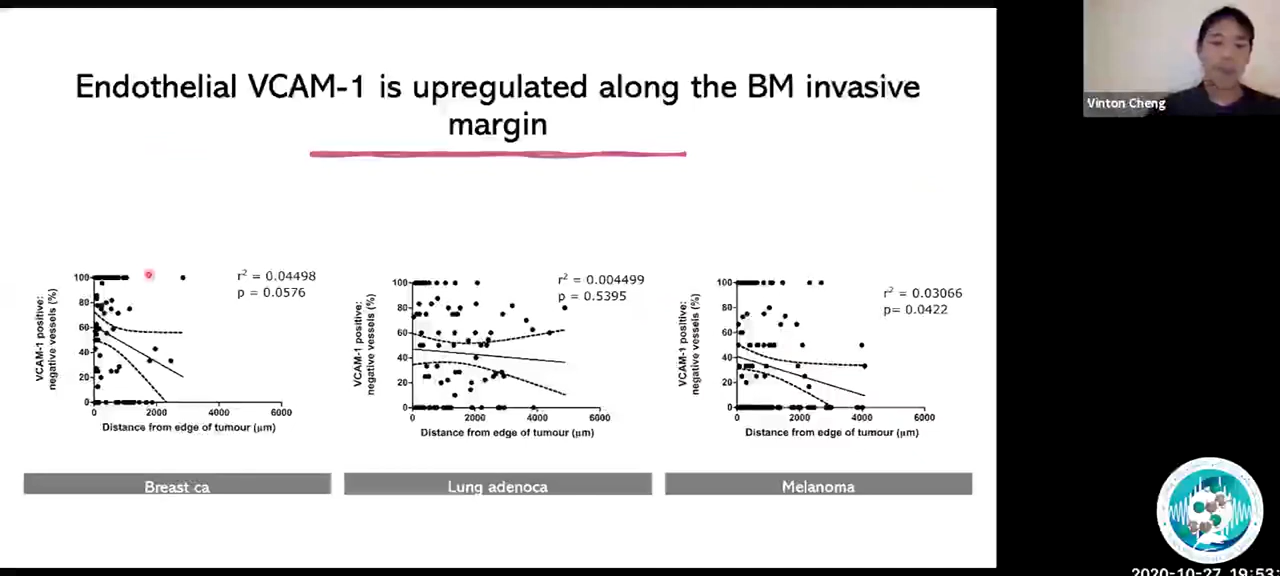 Endothelial VCAM-1 is upregulated along the BM invasive
margin
Vinton Cheng
VCAM-1 positive:
negative vessels (%)
100
80
60
40
20
0
0
2000
4000
6000
Distance from edge of tumour (μm)
r² = 0.04498
p = 0.0576
Breast ca
VCAM-1 positive:
negative vessels (%)
100
80
60
40
20
0
0
2000
4000
6000
Distance from edge of tumour (μm)
r² = 0.004499
p = 0.5395
Lung adenoca
VCAM-1 positive:
negative vessels (%)
100
80
60
40
20
0
0
2000
4000
6000
Distance from edge of tumour (μm)
r² = 0.03066
p= 0.0422
Melanoma
2020-10-27 19:53: